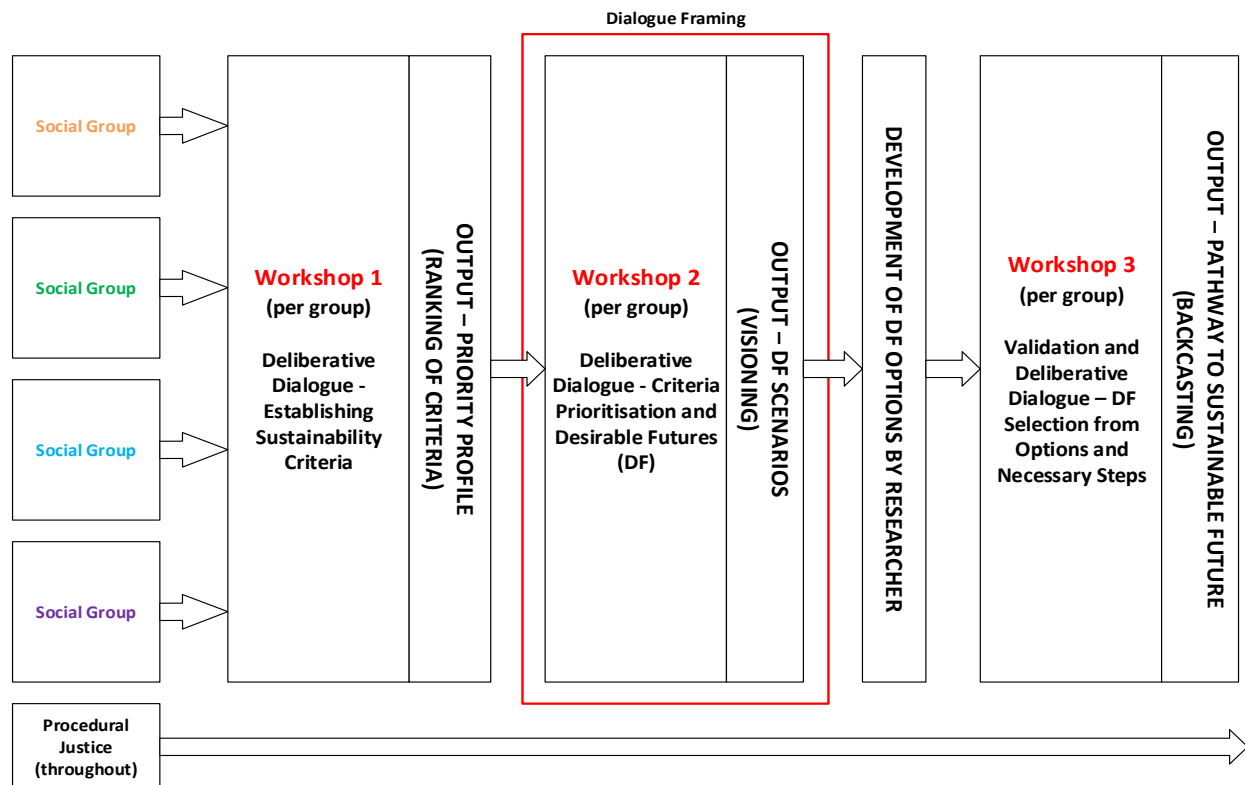 Dialogue Framing
Social Group
Social Group
Social Group
Social Group
Workshop 1
(per group)
Deliberative
Dialogue -
Establishing
Sustainability
Criteria
OUTPUT – PRIORITY PROFILE
(RANKING OF CRITERIA)
Workshop 2
(per group)
Deliberative
Dialogue - Criteria
Prioritisation and
Desirable Futures
(DF)
OUTPUT – DF SCENARIOS
(VISIONING)
DEVELOPMENT OF DF OPTIONS BY RESEARCHER
Workshop 3
(per group)
Validation and
Deliberative
Dialogue – DF
Selection from
Options and
Necessary Steps
OUTPUT – PATHWAY TO SUSTAINABLE FUTURE
(BACKCASTING)
Procedural
Justice
(throughout)